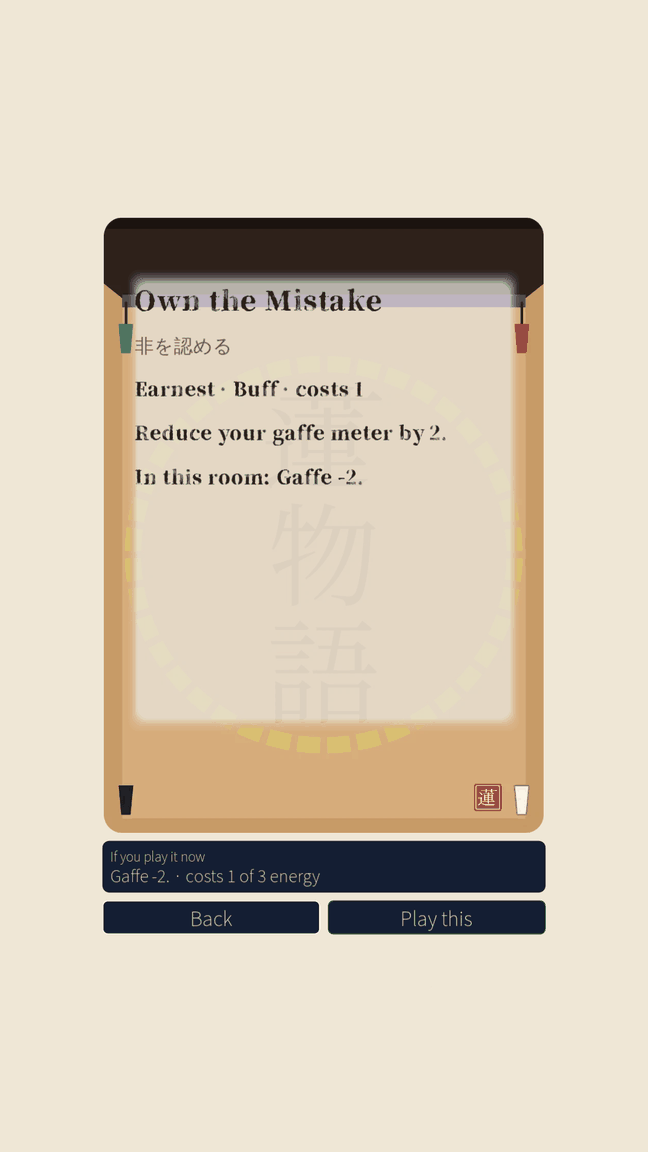 Own the Mistake
非を認める
Earnest · Buff · costs 1
Reduce your gaffe meter by 2.
In this room: Gaffe -2.
蓮
物
語
蓮
If you play it now
Gaffe -2. · costs 1 of 3 energy
Back
Play this